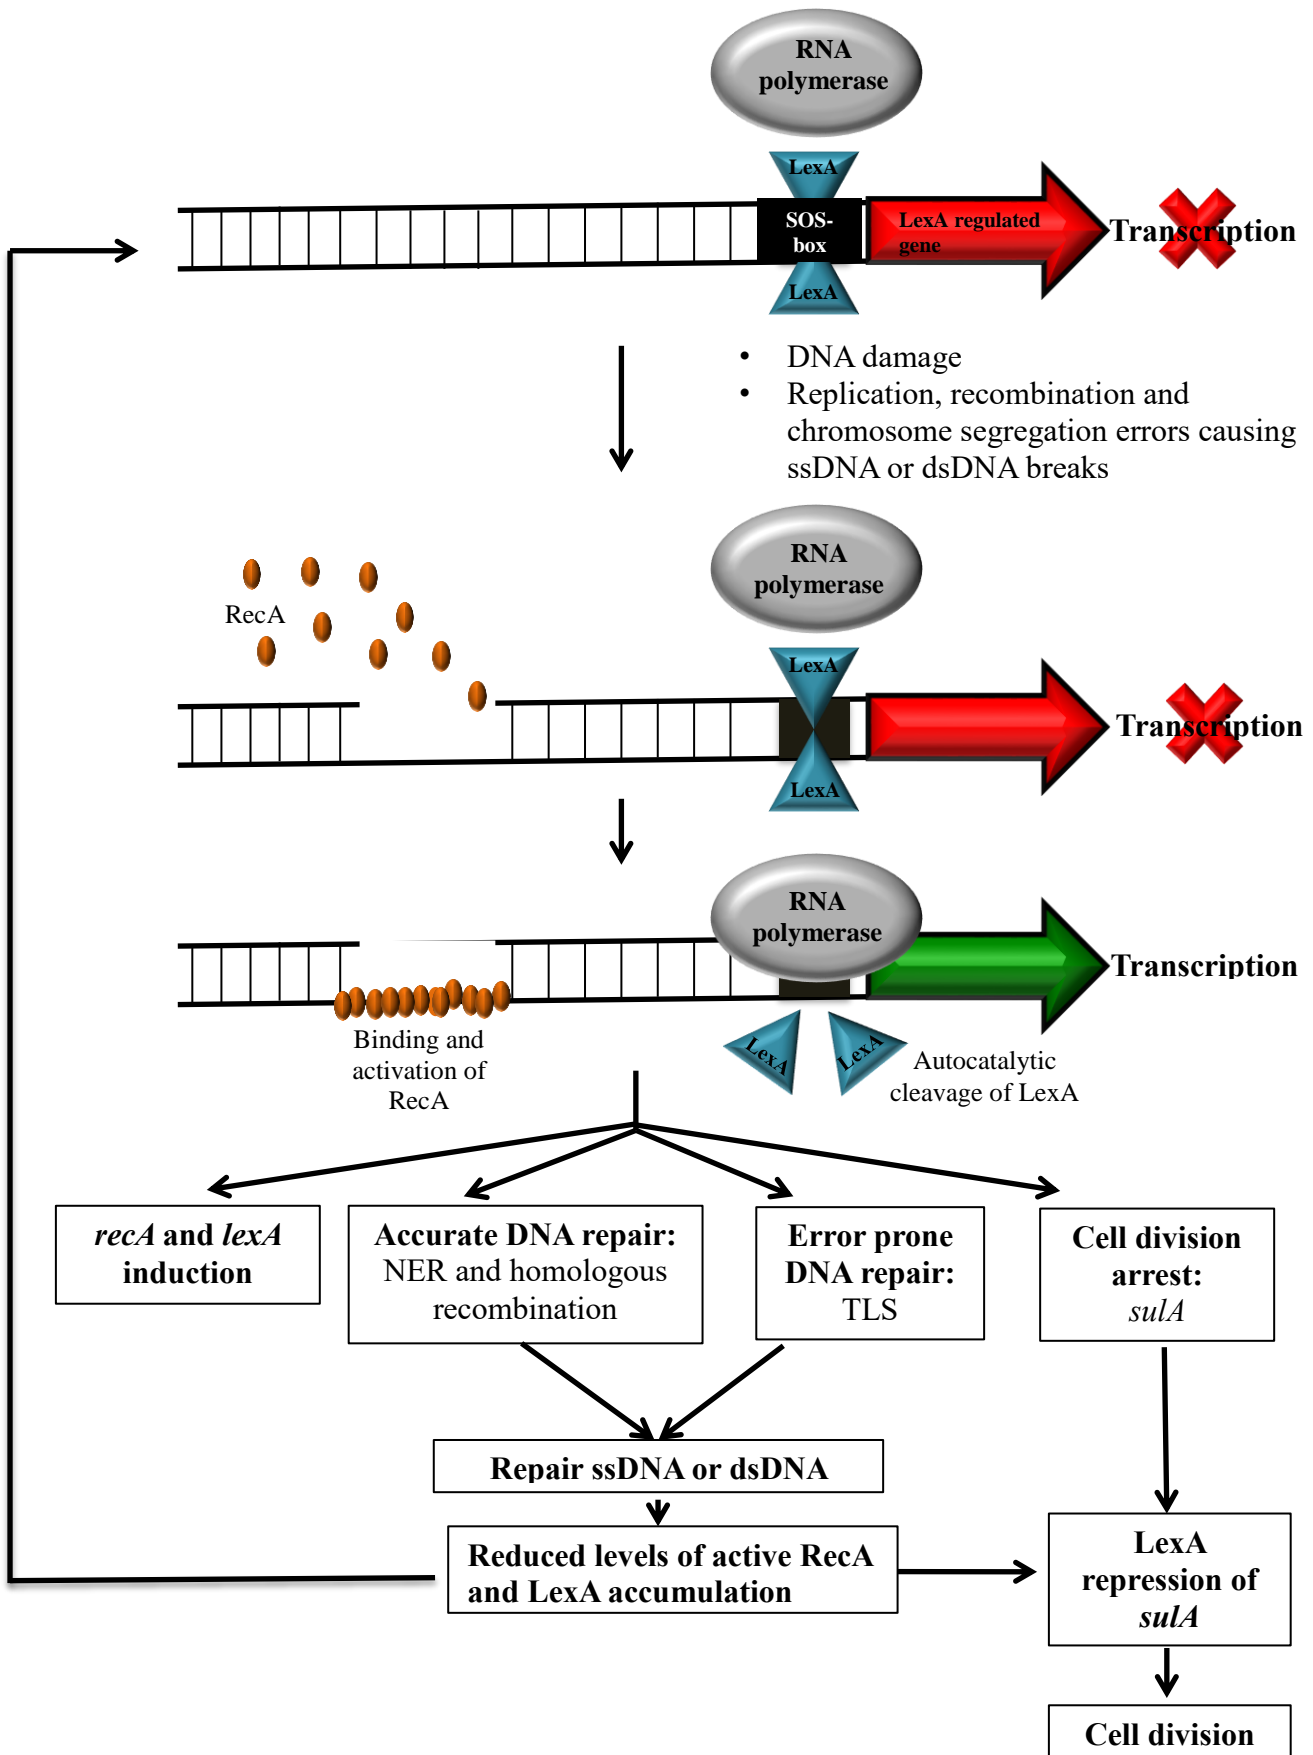 RNA
polymerase
LexA
SOS-
box
LexA regulated
gene
Transcription
LexA
• DNA damage
• Replication, recombination and
chromosome segregation errors causing
ssDNA or dsDNA breaks
RNA
polymerase
RecA
LexA
Transcription
LexA
RNA
polymerase
Transcription
Binding and
activation of
RecA
LexA
LexA
Autocatalytic
cleavage of LexA
recA and lexA
induction
Accurate DNA repair:
NER and homologous
recombination
Error prone
DNA repair:
TLS
Cell division
arrest:
sulA
Repair ssDNA or dsDNA
Reduced levels of active RecA
and LexA accumulation
LexA
repression of
sulA
Cell division